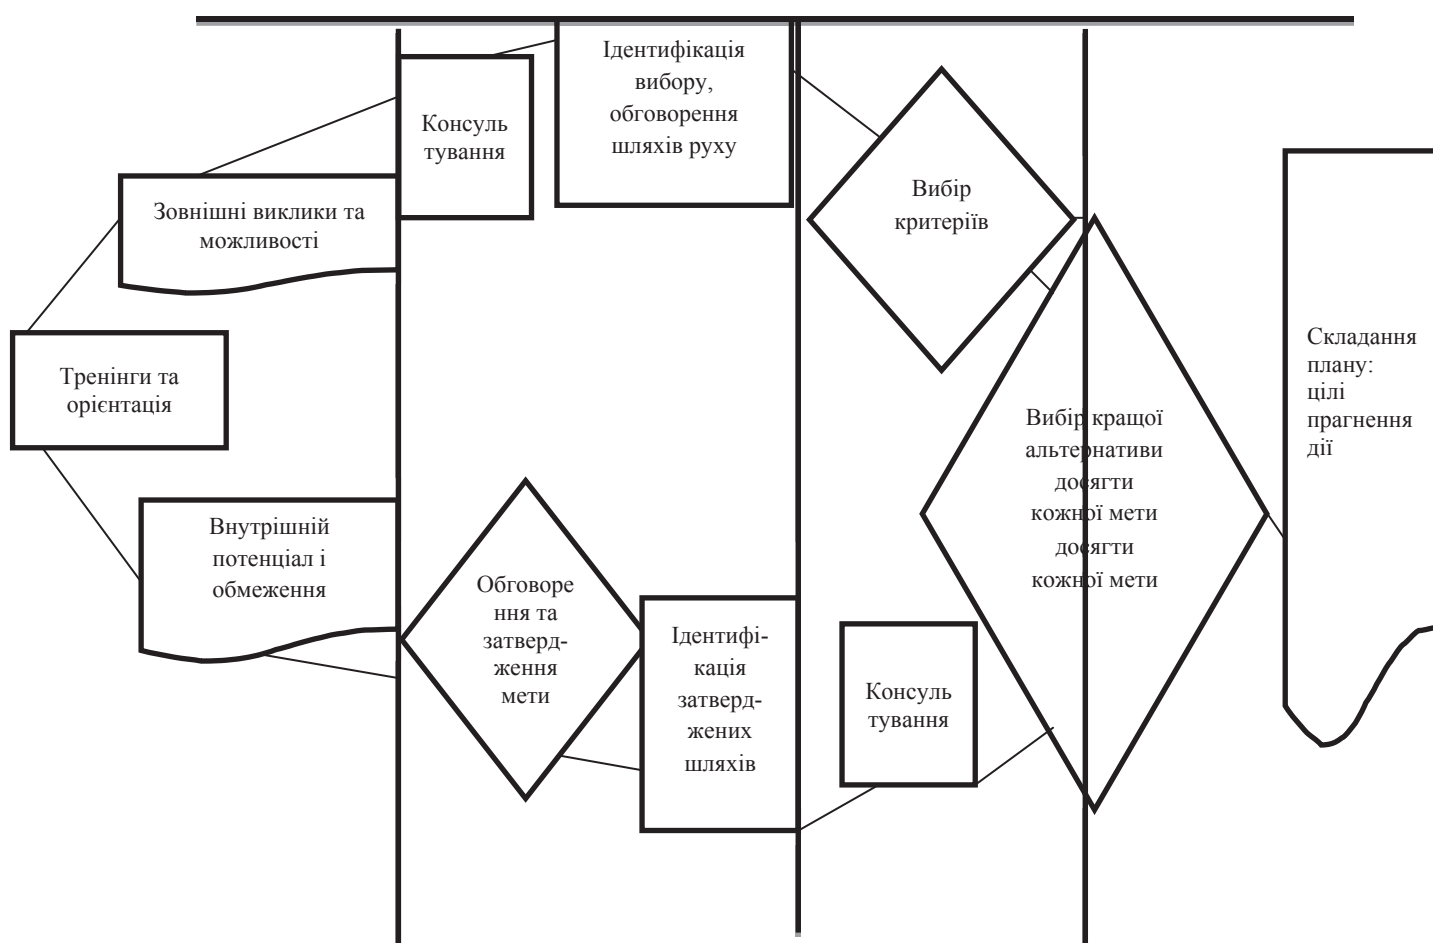 Ідентифікація
вибору,
обговорення
шляхів руху
Консуль
тування
Вибір
критеріїв
Зовнішні виклики та
можливості
Тренінги та
орієнтація
Складання
плану:
цілі
прагнення
дії
Вибір кращої
альтернативи
досягти
кожної мети
досягти
кожної мети
Внутрішній
потенціал і
обмеження
Обговоре
ння та
затверд-
ження
мети
Ідентифі-
кація
затверд-
жених
шляхів
Консуль
тування